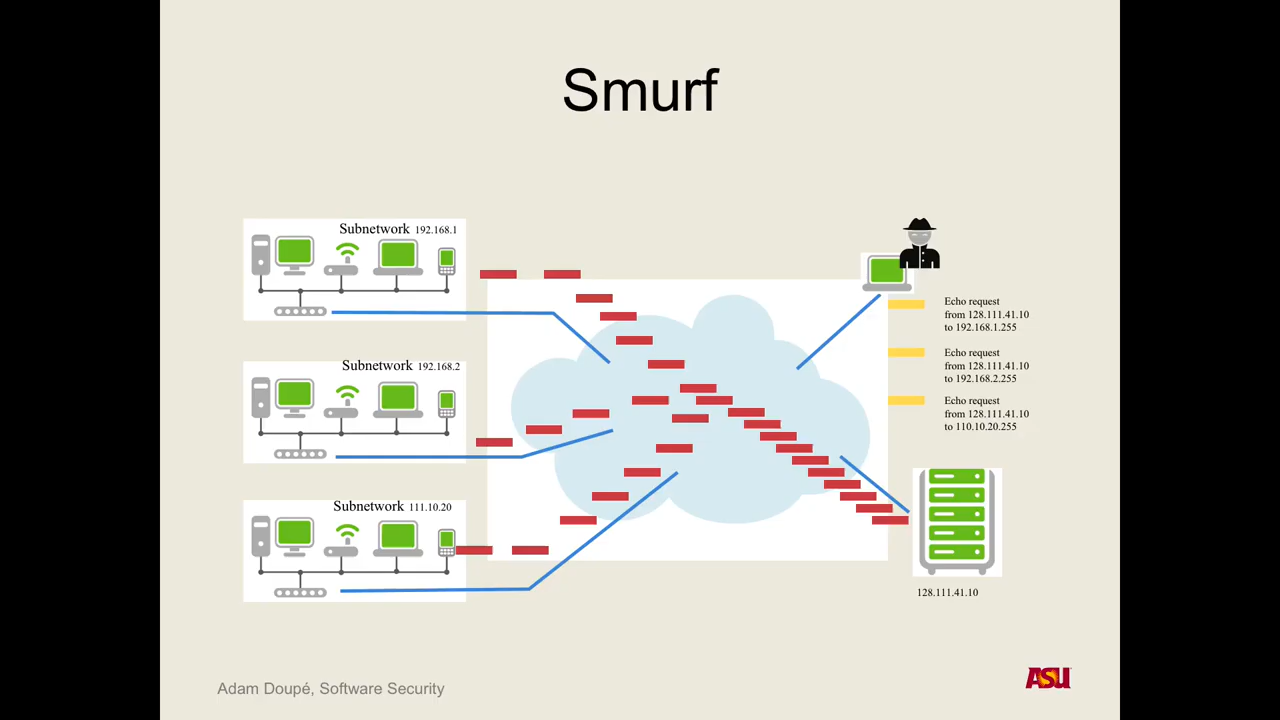 Smurf
Subnetwork 192.168.1
Echo request
from 128.111.41.10
to 192.168.1.255
Subnetwork 192.168.2
Echo request
from 128.111.41.10
to 192.168.2.255
Echo request
from 128.111.41.10
to 110.10.20.255
Subnetwork 111.10.20
128.111.41.10
Adam Doupé, Software Security
ASU